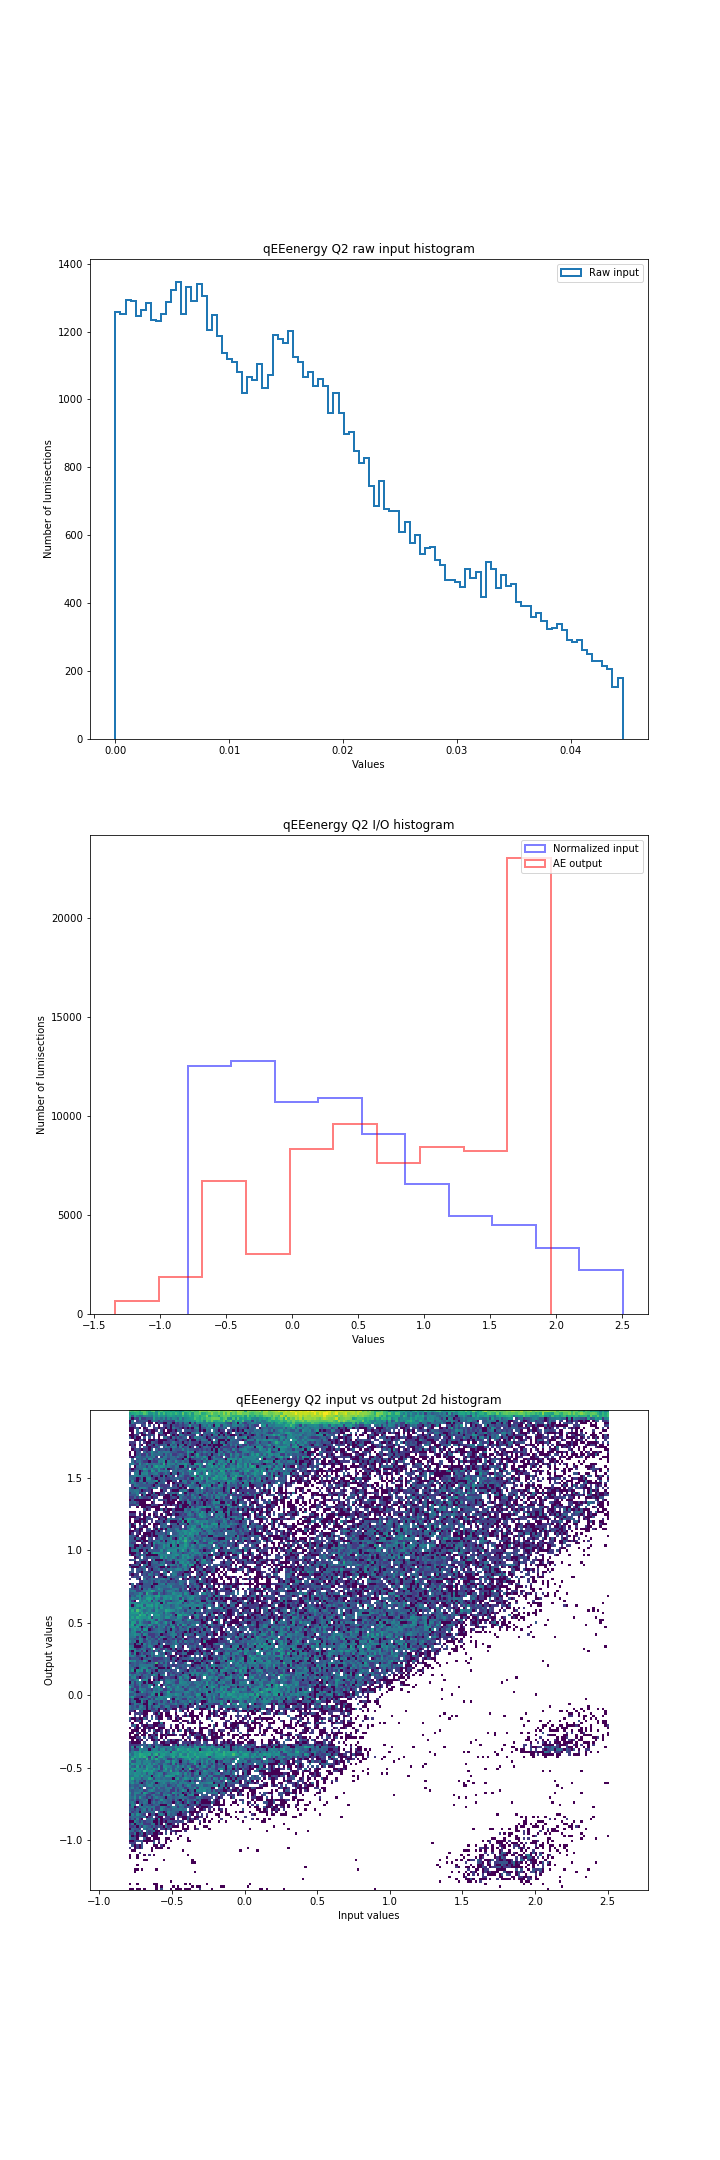 qEEenergy Q2 raw input histogram
Raw input
1400
1200
1000
800
600
400
200
0
Number of lumisections
0.00 0.01 0.02 0.03 0.04
Values
qEEenergy Q2 I/O histogram
Normalized input
AE output
20000
15000
10000
5000
0
Number of lumisections
−1.5 −1.0 −0.5 0.0 0.5 1.0 1.5 2.0 2.5
Values
qEEenergy Q2 input vs output 2d histogram
1.5
1.0
0.5
0.0
−0.5
−1.0
Output values
−1.0 −0.5 0.0 0.5 1.0 1.5 2.0 2.5
Input values